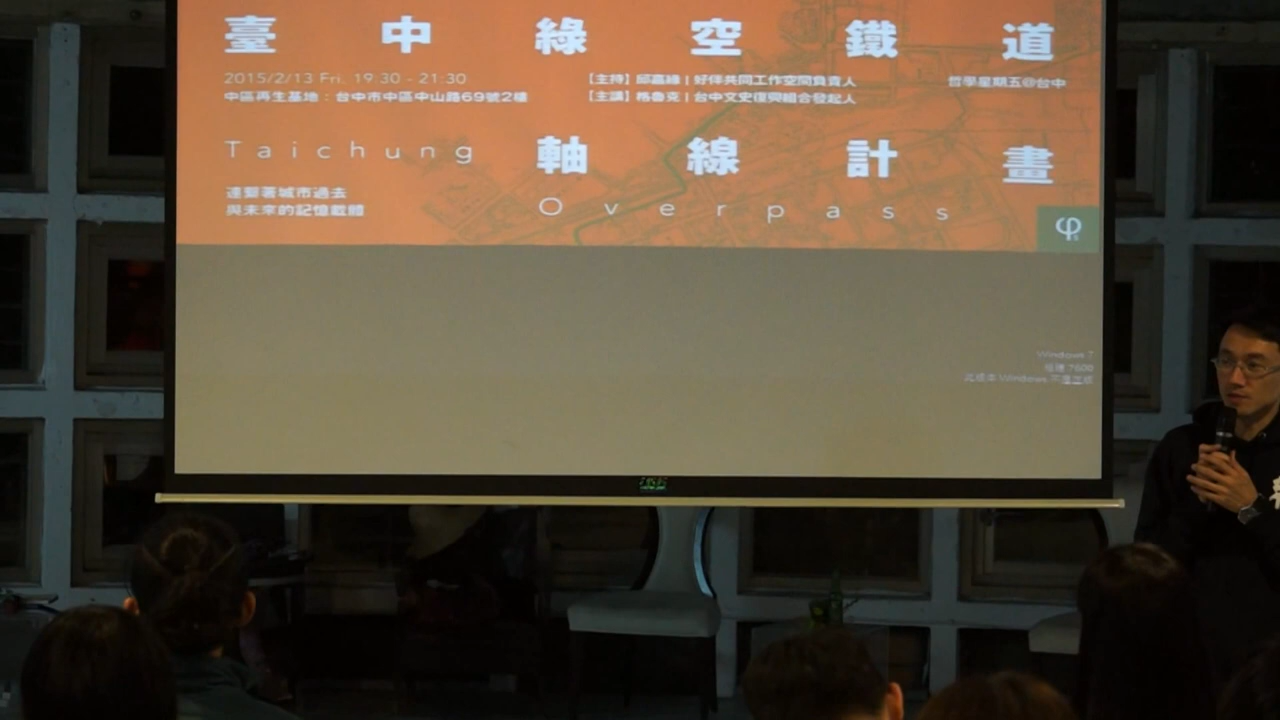 臺中綠空鐵道
2015/2/13 Fri. 19:30 - 21:30
中區再生基地：台中市中區中山路69號2樓
【主持】邱嘉緣 | 好伴共同工作空間負責人
【主講】格魯克 | 台中文史復興組合發起人
哲學星期五@台中
Taichung
軸線計畫
連繫著城市過去
與未來的記憶載體
Overpass
φ
Windows 7
組建 7600
此版本 Windows 不是正版